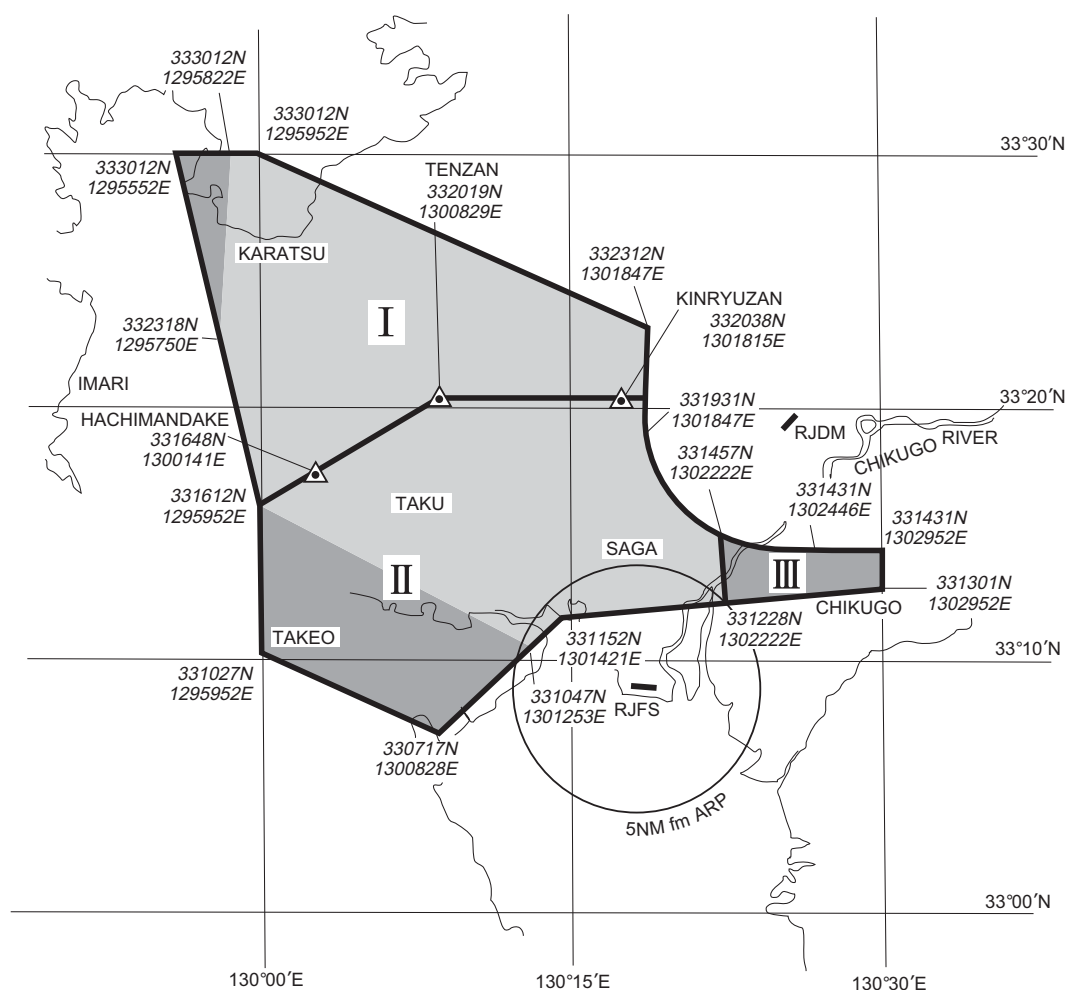 333012N
1295822E
333012N
1295952E
33°30′N
333012N
1295552E
TENZAN
332019N
1300829E
KARATSU
332312N
1301847E
KINRYUZAN
332038N
1301815E
I
332318N
1295750E
IMARI
HACHIMANDAKE
331648N
1300141E
33°20′N
331931N
1301847E
RJDM
CHIKUGO RIVER
331457N
1302222E
331612N
1295952E
TAKU
331431N
1302446E
331431N
1302952E
SAGA
II
III
331301N
1302952E
CHIKUGO
331228N
1302222E
TAKEO
331152N
1301421E
33°10′N
331027N
1295952E
331047N
1301253E
RJFS
330717N
1300828E
5NM fm ARP
33°00′N
130°00′E
130°15′E
130°30′E